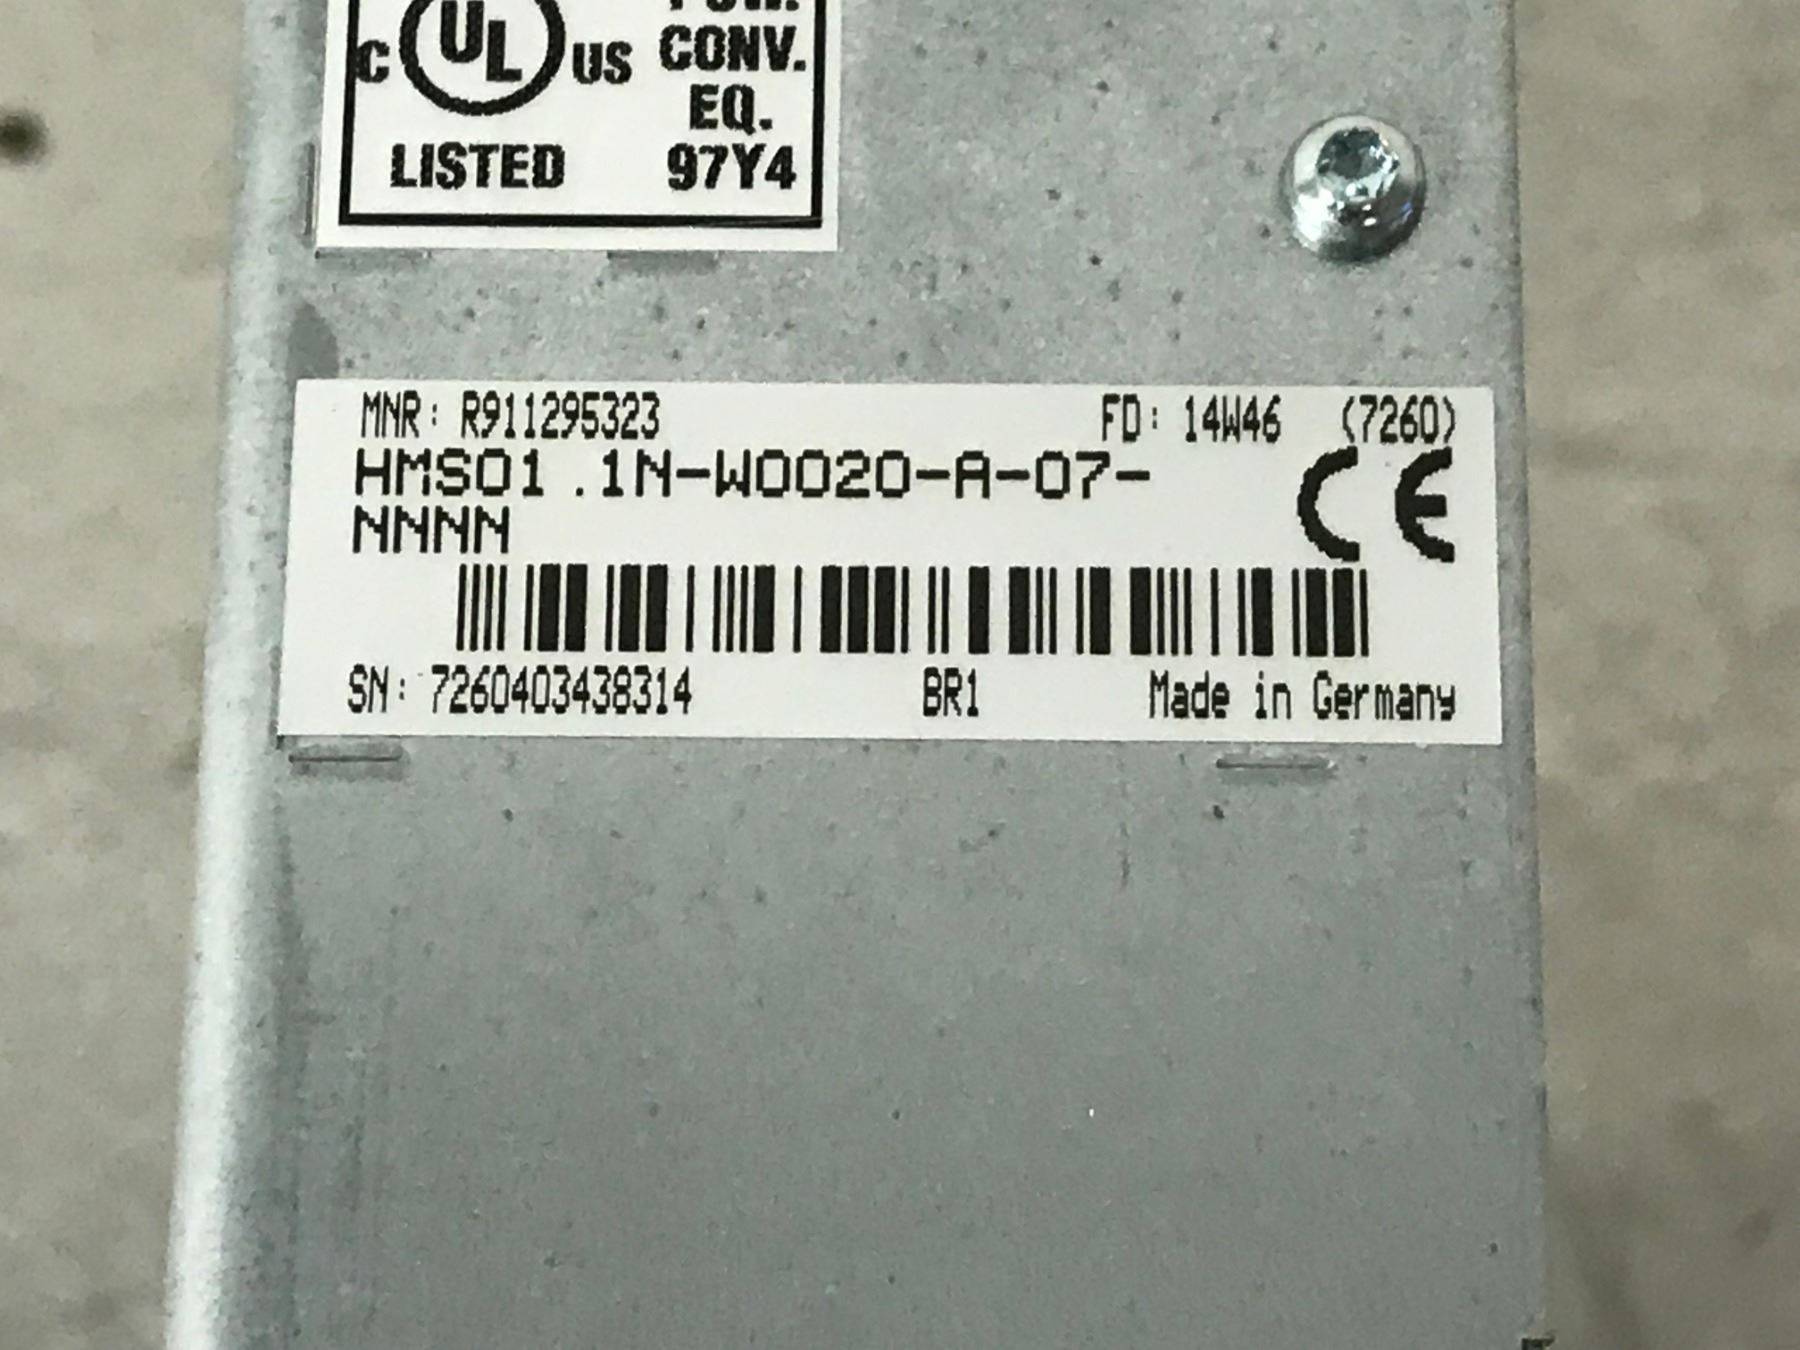 C UL US
CONV.
EQ.
LISTED 97Y4
MNR: R911295323 FD: 14W46 (7260)
HMS01.1N-W0020-A-07-
NNNN
CE
SN: 7260403438314 BR1 Made in Germany